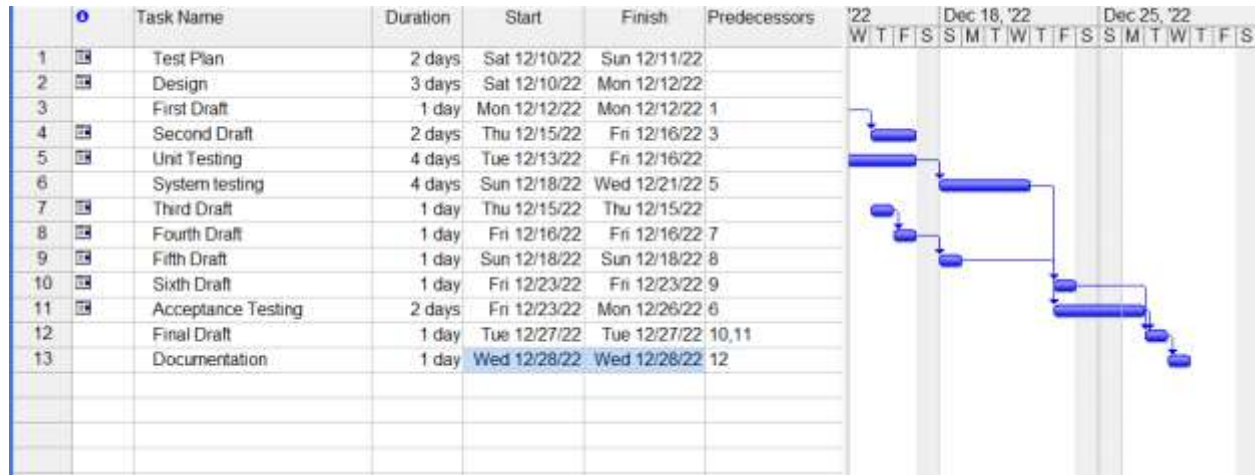 Task Name Duration Start Finish Predecessors '22 Dec 18, '22 Dec 25, '22
W T F S S M T W T F S S M T W T F S
1 Test Plan 2 days Sat 12/10/22 Sun 12/11/22
2 Design 3 days Sat 12/10/22 Mon 12/12/22
3 First Draft 1 day Mon 12/12/22 Mon 12/12/22 1
4 Second Draft 2 days Thu 12/15/22 Fri 12/16/22 3
5 Unit Testing 4 days Tue 12/13/22 Fri 12/16/22
6 System testing 4 days Sun 12/18/22 Wed 12/21/22 5
7 Third Draft 1 day Thu 12/15/22 Thu 12/15/22
8 Fourth Draft 1 day Fri 12/16/22 Fri 12/16/22 7
9 Fifth Draft 1 day Sun 12/18/22 Sun 12/18/22 8
10 Sixth Draft 1 day Fri 12/23/22 Fri 12/23/22 9
11 Acceptance Testing 2 days Fri 12/23/22 Mon 12/26/22 6
12 Final Draft 1 day Tue 12/27/22 Tue 12/27/22 10,11
13 Documentation 1 day Wed 12/28/22 Wed 12/28/22 12